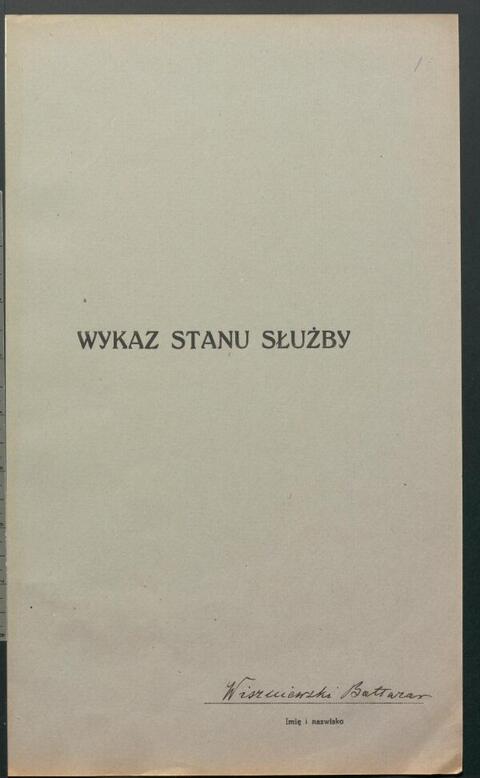 1
WYKAZ STANU SŁUŻBY
Wiszniewski Baltazar
Imię i nazwisko